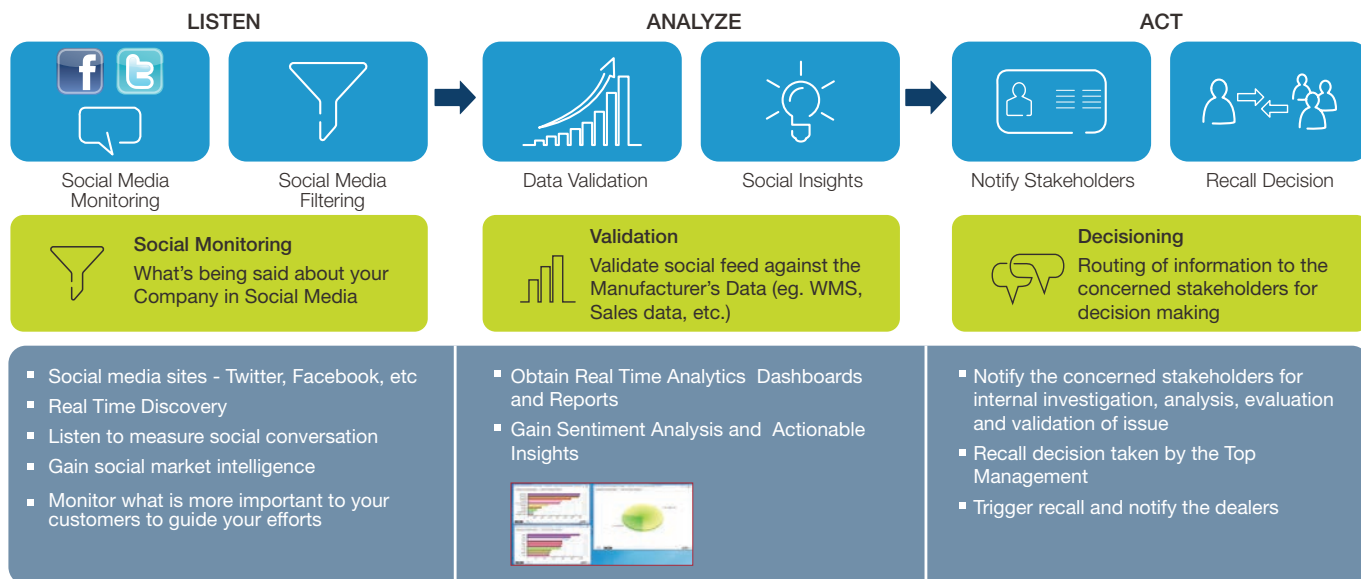 LISTEN
ANALYZE
ACT
Social Media
Monitoring
Social Media
Filtering
Data Validation
Social Insights
Notify Stakeholders
Recall Decision
Social Monitoring
What's being said about your
Company in Social Media
Validation
Validate social feed against the
Manufacturer's Data (eg. WMS,
Sales data, etc.)
Decisioning
Routing of information to the
concerned stakeholders for
decision making
Social media sites - Twitter, Facebook, etc
Real Time Discovery
Listen to measure social conversation
Gain social market intelligence
Monitor what is more important to your
customers to guide your efforts
Obtain Real Time Analytics Dashboards
and Reports
Gain Sentiment Analysis and Actionable
Insights
Notify the concerned stakeholders for
internal investigation, analysis, evaluation
and validation of issue
Recall decision taken by the Top
Management
Trigger recall and notify the dealers